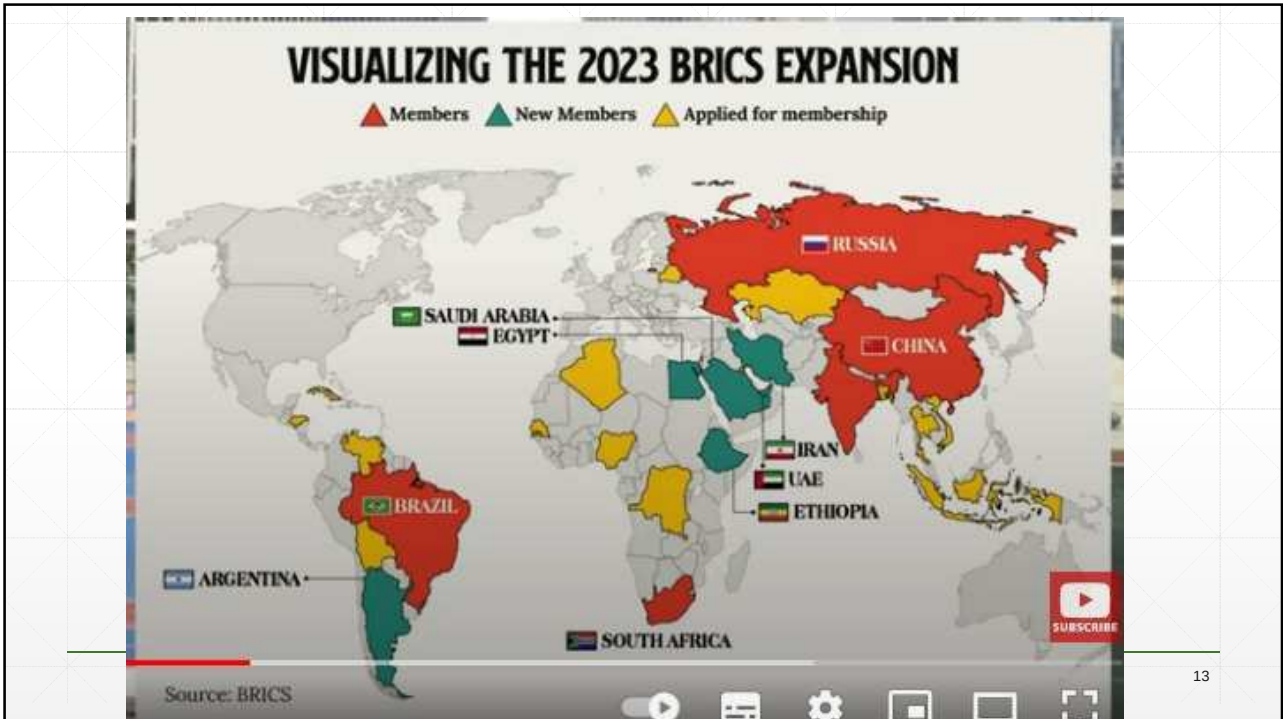 VISUALIZING THE 2023 BRICS EXPANSION
Members New Members Applied for membership
RUSSIA
SAUDI ARABIA
EGYPT
CHINA
IRAN
UAE
BRAZIL
ETHIOPIA
ARGENTINA
SUBSCRIBE
SOUTH AFRICA
13
Source: BRICS